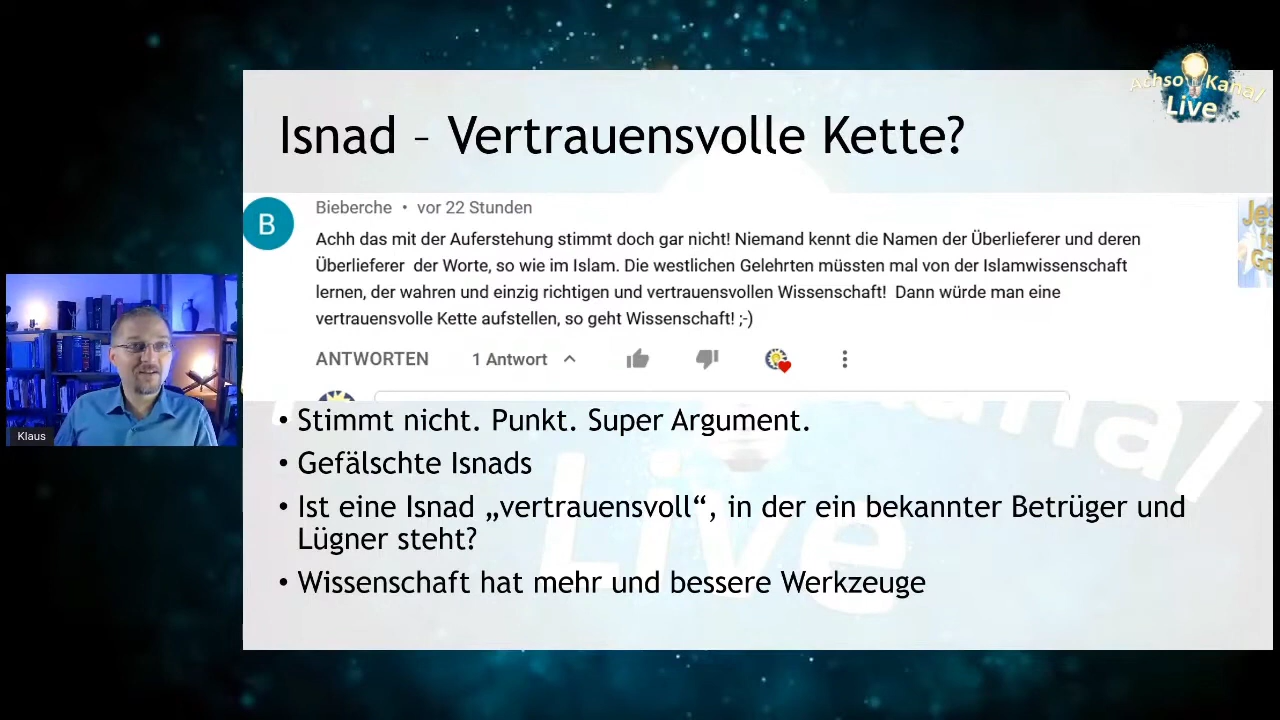 Achso Kanal
Live
Isnad – Vertrauensvolle Kette?
B
Bieberche • vor 22 Stunden
Achh das mit der Auferstehung stimmt doch gar nicht! Niemand kennt die Namen der Überlieferer und deren
Überlieferer der Worte, so wie im Islam. Die westlichen Gelehrten müssten mal von der Islamwissenschaft
lernen, der wahren und einzig richtigen und vertrauensvollen Wissenschaft! Dann würde man eine
vertrauensvolle Kette aufstellen, so geht Wissenschaft! ;-)
ANTWORTEN 1 Antwort
• Stimmt nicht. Punkt. Super Argument.
• Gefälschte Isnads
• Ist eine Isnad „vertrauensvoll“, in der ein bekannter Betrüger und
Lügner steht?
• Wissenschaft hat mehr und bessere Werkzeuge
Klaus